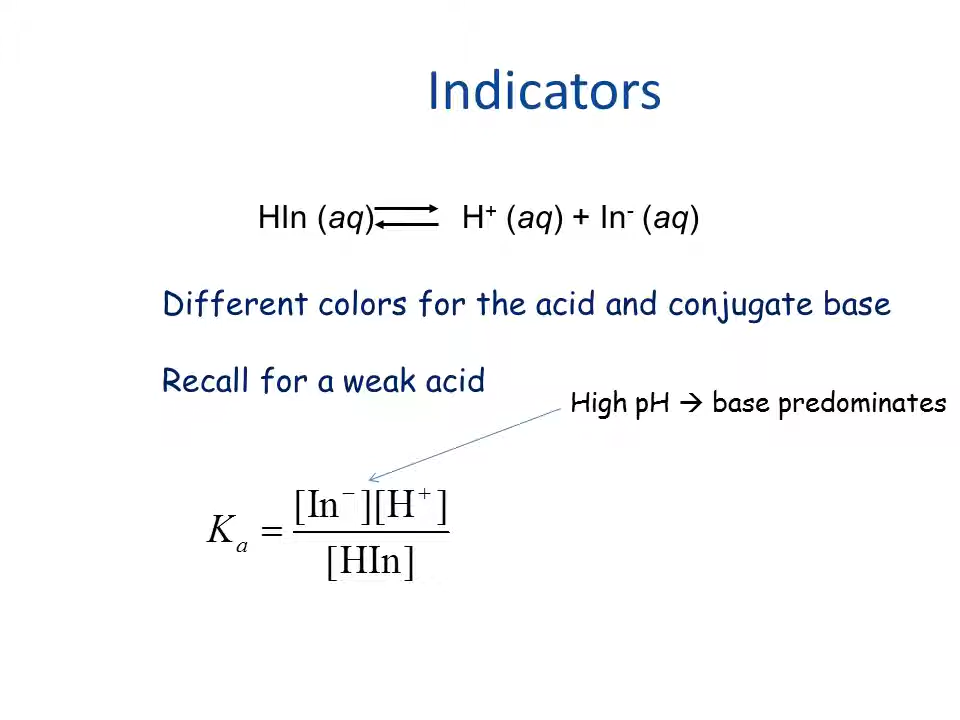 Indicators
HIn (aq) ⇌ H⁺ (aq) + In⁻ (aq)
Different colors for the acid and conjugate base
Recall for a weak acid
High pH → base predominates
Kₐ = [In⁻][H⁺] / [HIn]